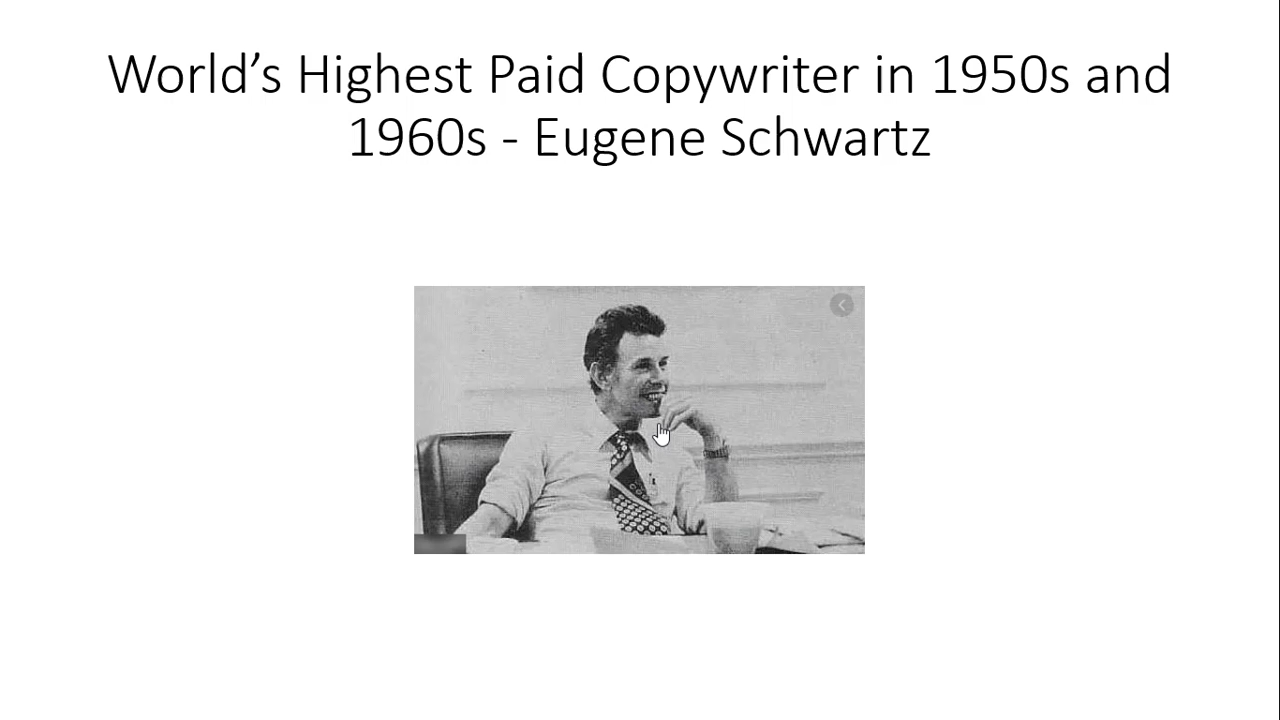 World’s Highest Paid Copywriter in 1950s and
1960s - Eugene Schwartz